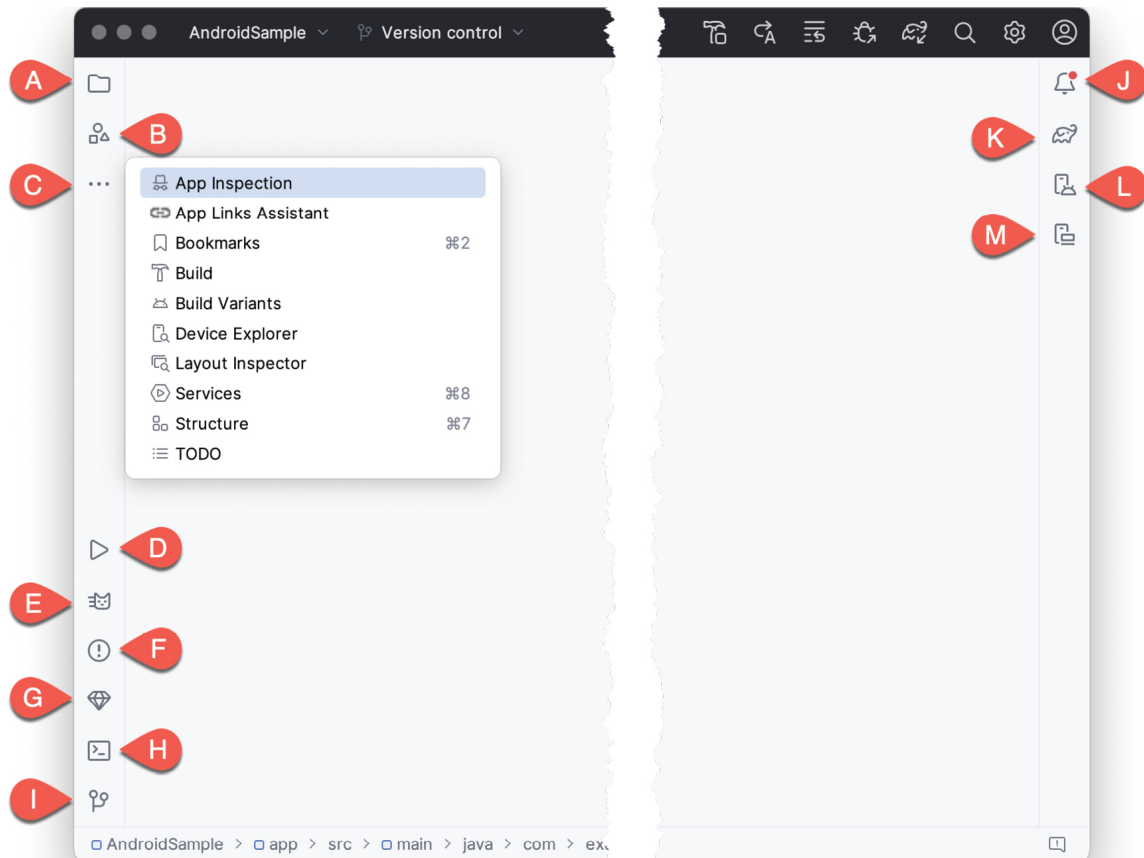 AndroidSample Version control
A
B
C
App Inspection
App Links Assistant
Bookmarks ⌘2
Build
Build Variants
Device Explorer
Layout Inspector
Services ⌘8
Structure ⌘7
TODO
D
E
F
G
H
I
J
K
L
M
AndroidSample > app > src > main > java > com >